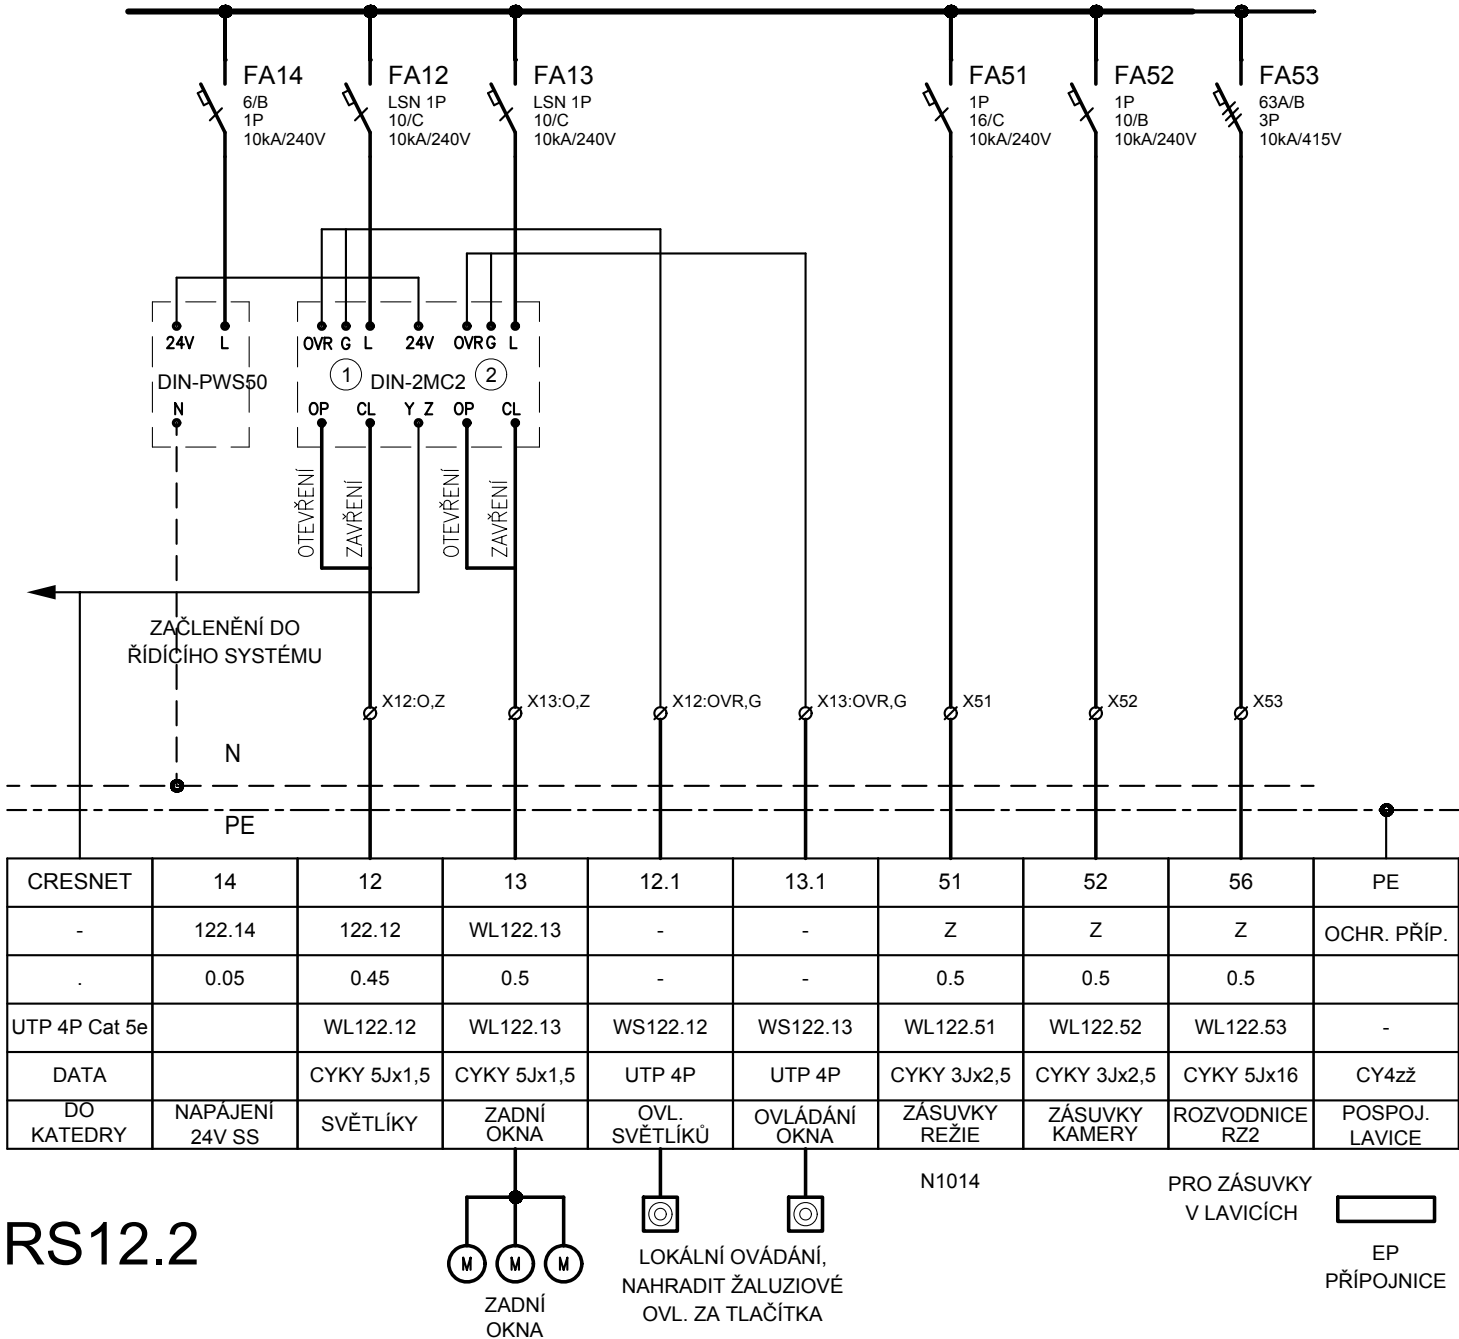 FA14
6/B
1P
10kA/240V
FA12
LSN 1P
10/C
10kA/240V
FA13
LSN 1P
10/C
10kA/240V
FA51
1P
16/C
10kA/240V
FA52
1P
10/B
10kA/240V
FA53
63A/B
3P
10kA/415V
24V L
DIN-PWS50
N
OVR G L 24V OVR G L
1 DIN-2MC2 2
OP CL Y Z OP CL
OTEVŘENÍ
ZAVŘENÍ
OTEVŘENÍ
ZAVŘENÍ
ZAČLENĚNÍ DO
ŘÍDÍCÍHO SYSTÉMU
X12:O,Z
X13:O,Z
X12:OVR,G
X13:OVR,G
X51
X52
X53
N
PE
CRESNET 14 12 13 12.1 13.1 51 52 56 PE
- 122.14 122.12 WL122.13 - - Z Z Z OCHR. PŘÍP.
. 0.05 0.45 0.5 - - 0.5 0.5 0.5
UTP 4P Cat 5e WL122.12 WL122.13 WS122.12 WS122.13 WL122.51 WL122.52 WL122.53 -
DATA CYKY 5Jx1,5 CYKY 5Jx1,5 UTP 4P UTP 4P CYKY 3Jx2,5 CYKY 3Jx2,5 CYKY 5Jx16 CY4zž
DO
KATEDRY
NAPÁJENÍ
24V SS
SVĚTLÍKY
ZADNÍ
OKNA
OVL.
SVĚTLÍKŮ
OVLÁDÁNÍ
OKNA
ZÁSUVKY
REŽIE
ZÁSUVKY
KAMERY
ROZVODNICE
RZ2
POSPOJ.
LAVICE
RS12.2
M M M
ZADNÍ
OKNA
LOKÁLNÍ OVÁDÁNÍ,
NAHRADIT ŽALUZIOVÉ
OVL. ZA TLAČÍTKA
N1014
PRO ZÁSUVKY
V LAVICÍCH
EP
PŘÍPOJNICE